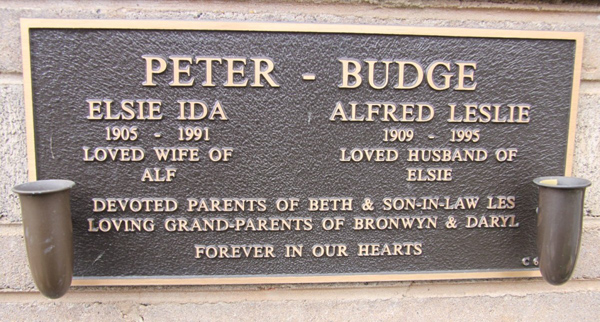 PETER - BUDGE
ELSIE IDA
1905 - 1991
LOVED WIFE OF
ALF
ALFRED LESLIE
1909 - 1995
LOVED HUSBAND OF
ELSIE
DEVOTED PARENTS OF BETH & SON-IN-LAW LES
LOVING GRAND-PARENTS OF BRONWYN & DARYL
FOREVER IN OUR HEARTS